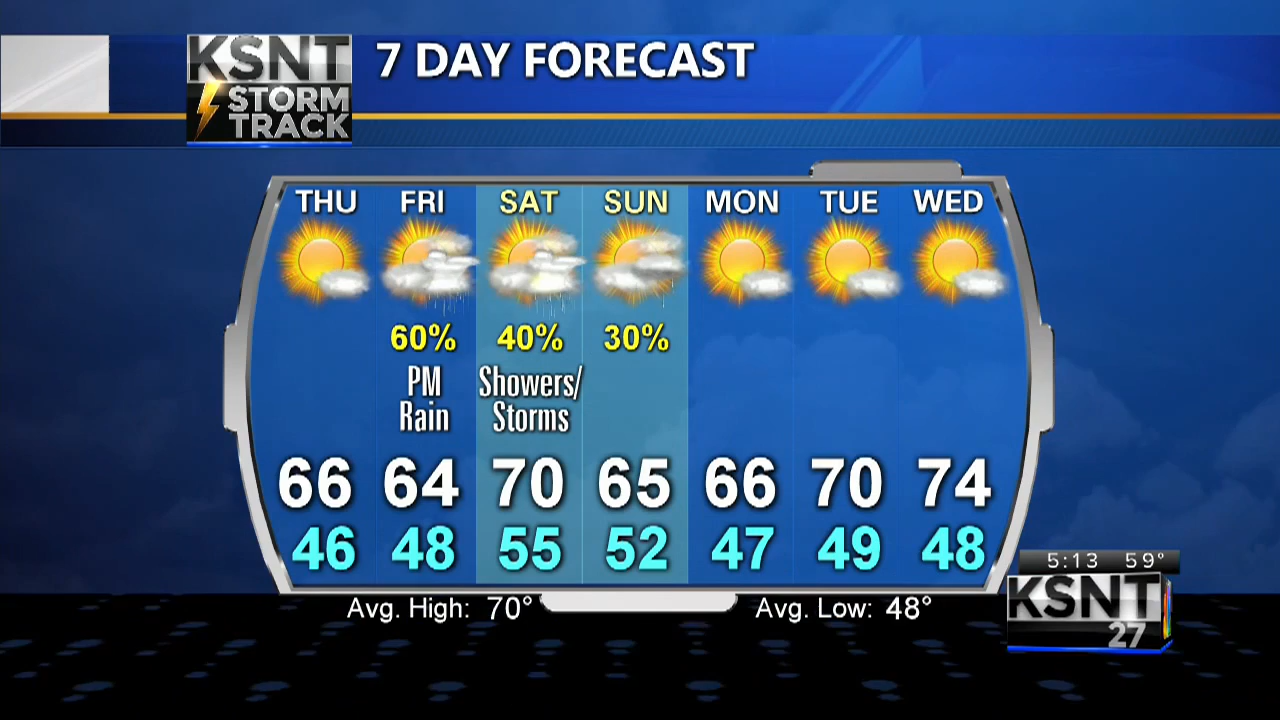 KSNT
STORM
TRACK
7 DAY FORECAST
THU FRI SAT SUN MON TUE WED
60% 40% 30%
PM Showers/
Rain Storms
66 64 70 65 66 70 74
46 48 55 52 47 49 48
Avg. High: 70° Avg. Low: 48°
5:13 59°
KSNT
27